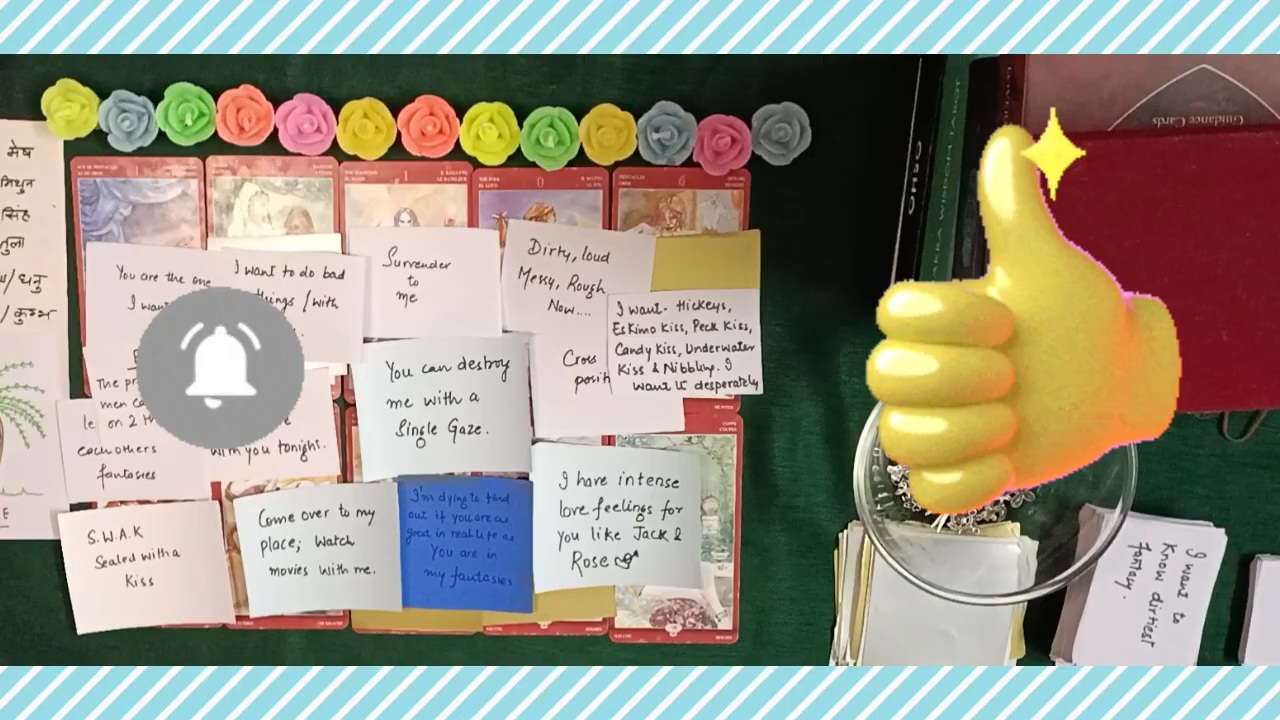 मेष
मिथुन
सिंह
तुला
/ धनु
/ कुम्भ
You are the one
I want
I want to do bad
things / with
Surrender
to
me
Dirty, loud
Messy, Rough
Now....
Cross
I want. Hickeys,
Eskimo Kiss, Peck Kiss,
Candy Kiss, Underwater
Kiss & Nibbling. I
want it desperately
You can destroy
me with a
Single Gaze.
The
men
on 2
each others
fantasies
with you tonight.
S.W.A.K
Sealed with a
Kiss
Come over to my
place; watch
movies with me.
I'm dying to find
out if you are as
great in real life as
You are in
my fantasies
I have intense
love feelings for
you like Jack &
Rose
OSHO
CHAKRA WISDOM TAROT
Guidance Cards
I want to
Know dirtiest
Fantasy.